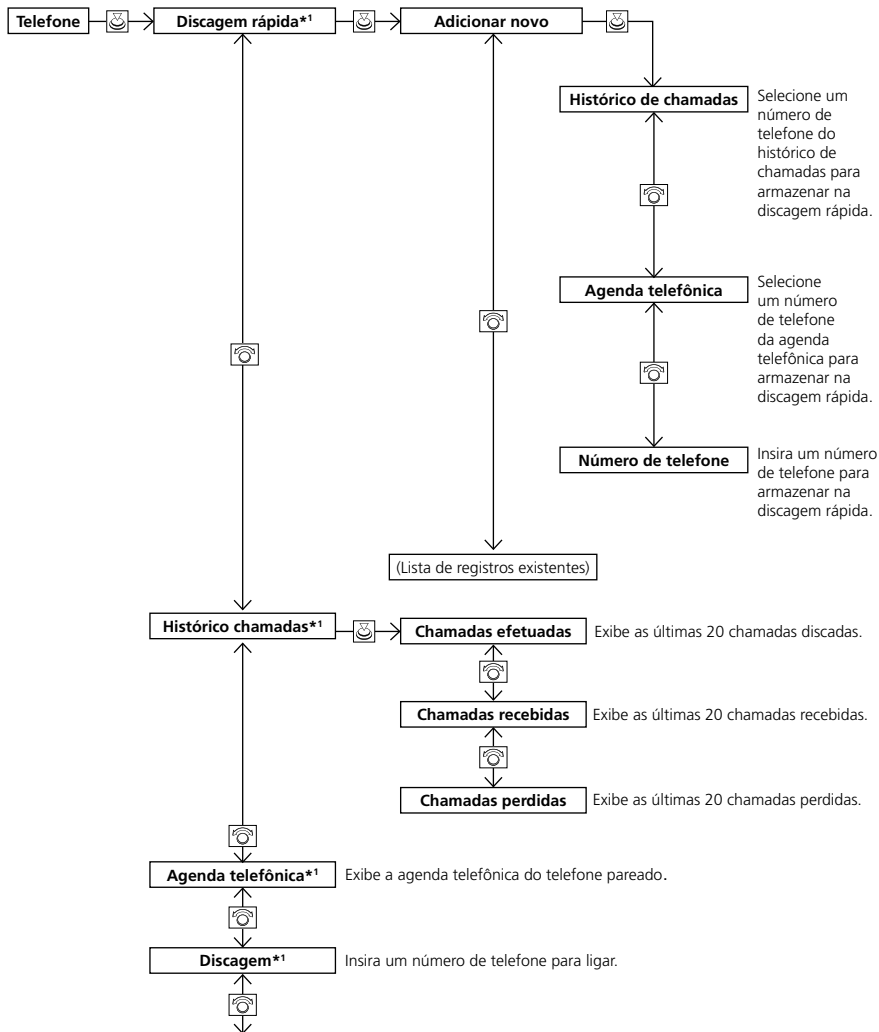 Telefone
Discagem rápida*1
Adicionar novo
Histórico de chamadas
Selecione um
número de
telefone do
histórico de
chamadas para
armazenar na
discagem rápida.
Agenda telefônica
Selecione
um número
de telefone
da agenda
telefônica para
armazenar na
discagem rápida.
Número de telefone
Insira um número
de telefone para
armazenar na
discagem rápida.
(Lista de registros existentes)
Histórico chamadas*1
Chamadas efetuadas
Exibe as últimas 20 chamadas discadas.
Chamadas recebidas
Exibe as últimas 20 chamadas recebidas.
Chamadas perdidas
Exibe as últimas 20 chamadas perdidas.
Agenda telefônica*1
Exibe a agenda telefônica do telefone pareado.
Discagem*1
Insira um número de telefone para ligar.